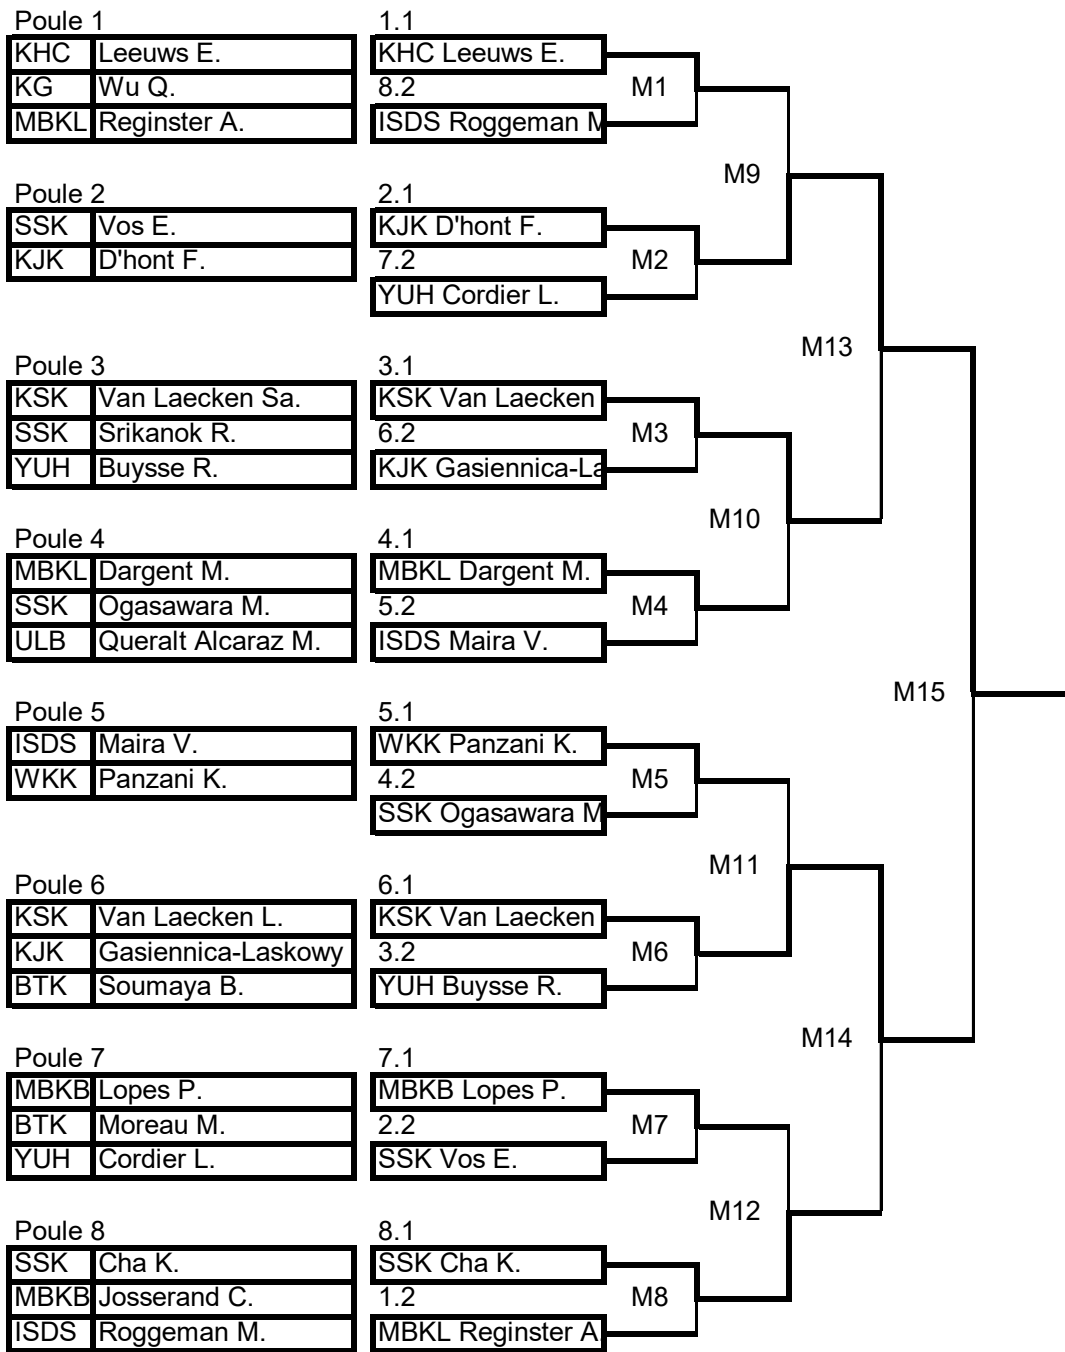 Poule 1 1.1
KHC Leeuws E. KHC Leeuws E.
KG Wu Q. 8.2 M1
MBKL Reginster A. ISDS Roggeman M
M9
Poule 2 2.1
SSK Vos E. KJK D'hont F.
KJK D'hont F. 7.2 M2
YUH Cordier L.
M13
Poule 3 3.1
KSK Van Laecken Sa. KSK Van Laecken
SSK Srikanok R. 6.2 M3
YUH Buysse R. KJK Gasiennica-La
M10
Poule 4 4.1
MBKL Dargent M. MBKL Dargent M.
SSK Ogasawara M. 5.2 M4
ULB Queralt Alcaraz M. ISDS Maira V.
M15
Poule 5 5.1
ISDS Maira V. WKK Panzani K.
WKK Panzani K. 4.2 M5
SSK Ogasawara M
M11
Poule 6 6.1
KSK Van Laecken L. KSK Van Laecken
KJK Gasiennica-Laskowy 3.2 M6
BTK Soumaya B. YUH Buysse R.
M14
Poule 7 7.1
MBKB Lopes P. MBKB Lopes P.
BTK Moreau M. 2.2 M7
YUH Cordier L. SSK Vos E.
M12
Poule 8 8.1
SSK Cha K. SSK Cha K.
MBKB Josserand C. 1.2 M8
ISDS Roggeman M. MBKL Reginster A